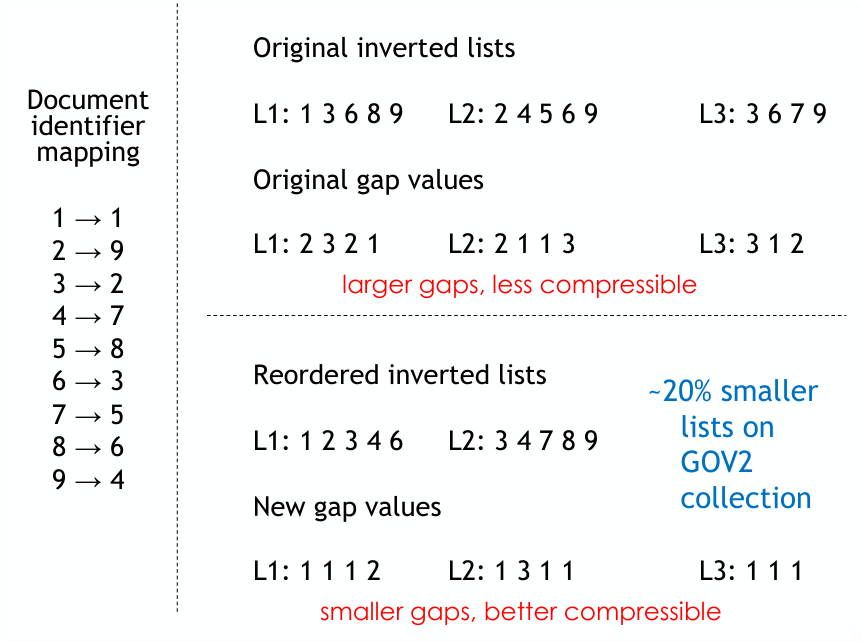 Document
identifier
mapping
1 → 1
2 → 9
3 → 2
4 → 7
5 → 8
6 → 3
7 → 5
8 → 6
9 → 4
Original inverted lists
L1: 1 3 6 8 9 L2: 2 4 5 6 9 L3: 3 6 7 9
Original gap values
L1: 2 3 2 1 L2: 2 1 1 3 L3: 3 1 2
larger gaps, less compressible
Reordered inverted lists
L1: 1 2 3 4 6 L2: 3 4 7 8 9
New gap values
L1: 1 1 1 2 L2: 1 3 1 1 L3: 1 1 1
smaller gaps, better compressible
~20% smaller
lists on
GOV2
collection